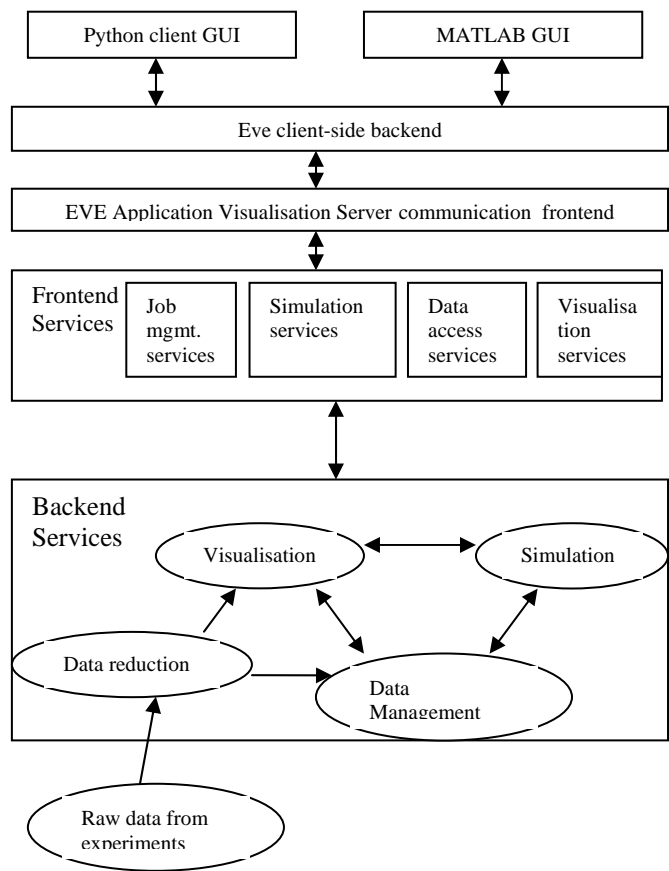 Python client GUI
MATLAB GUI
Eve client-side backend
EVE Application Visualisation Server communication frontend
Frontend
Services
Job
mgmt.
services
Simulation
services
Data
access
services
Visualisa
tion
services
Backend
Services
Visualisation
Simulation
Data reduction
Data
Management
Raw data from
experiments